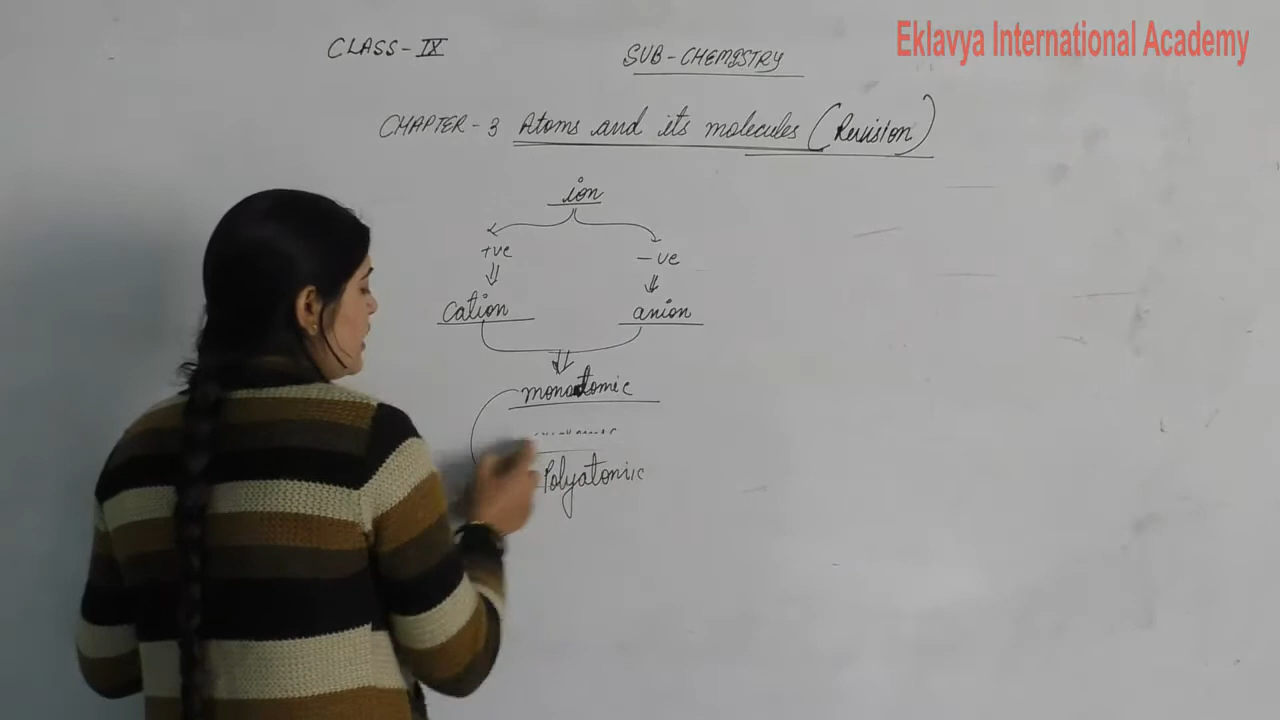 Eklavya International Academy
CLASS-IX
SUB-CHEMISTRY
CHAPTER-3 Atoms and its molecules (Revision)
ion
+ve -ve
Cation anion
monoatomic
Polyatomic